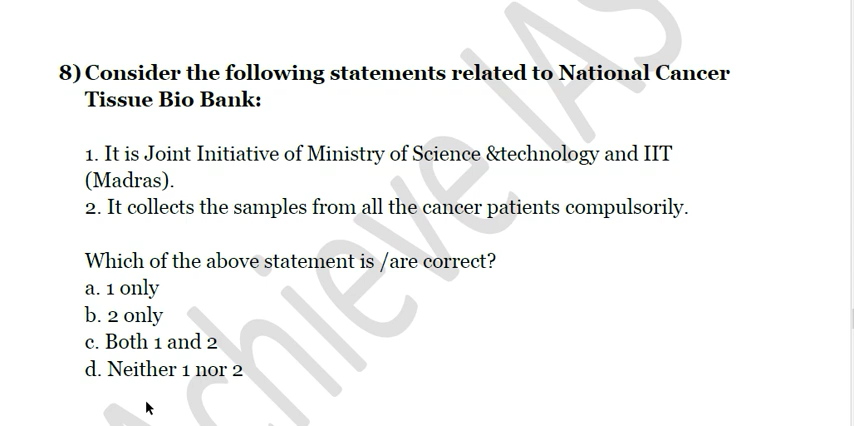 8) Consider the following statements related to National Cancer
Tissue Bio Bank:
1. It is Joint Initiative of Ministry of Science &technology and IIT
(Madras).
2. It collects the samples from all the cancer patients compulsorily.
Which of the above statement is /are correct?
a. 1 only
b. 2 only
c. Both 1 and 2
d. Neither 1 nor 2
Achieve IAS